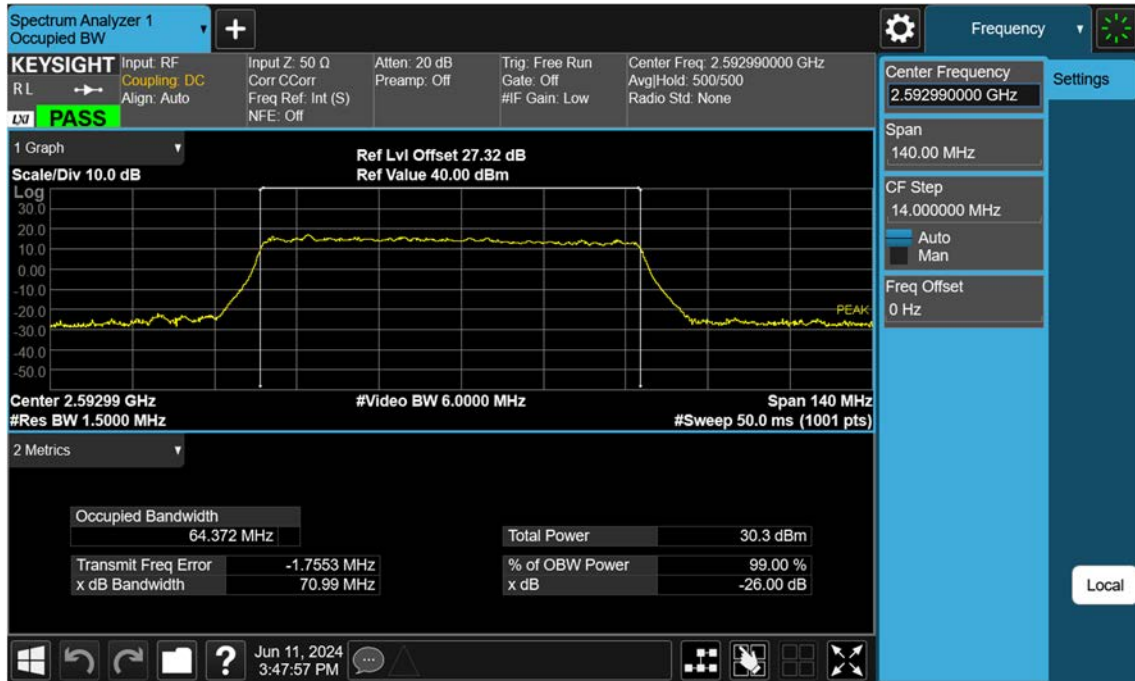 Spectrum Analyzer 1
Occupied BW
+
Frequency
KEYSIGHT
R L
LXI
PASS
Input: RF
Coupling: DC
Align: Auto
Input Z: 50 Ω
Corr CCorr
Freq Ref: Int (S)
NFE: Off
Atten: 20 dB
Preamp: Off
Trig: Free Run
Gate: Off
#IF Gain: Low
Center Freq: 2.592990000 GHz
Avg|Hold: 500/500
Radio Std: None
Center Frequency
2.592990000 GHz
Settings
Span
140.00 MHz
CF Step
14.000000 MHz
Auto
Man
Freq Offset
0 Hz
1 Graph
Scale/Div 10.0 dB
Ref Lvl Offset 27.32 dB
Ref Value 40.00 dBm
Log
30.0
20.0
10.0
0.00
-10.0
-20.0
-30.0
-40.0
-50.0
PEAK
Center 2.59299 GHz
#Video BW 6.0000 MHz
Span 140 MHz
#Res BW 1.5000 MHz
#Sweep 50.0 ms (1001 pts)
2 Metrics
Occupied Bandwidth
64.372 MHz
Total Power 30.3 dBm
Transmit Freq Error -1.7553 MHz
% of OBW Power 99.00 %
x dB Bandwidth 70.99 MHz
x dB -26.00 dB
Local
?
Jun 11, 2024
3:47:57 PM